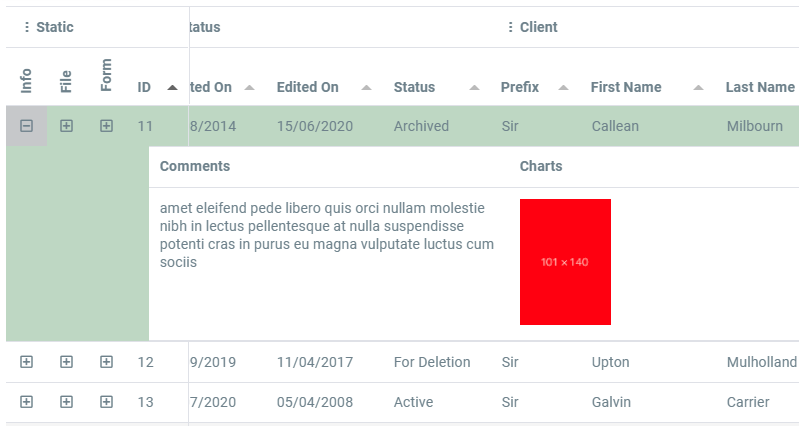 Static tatus Client
Info File Form ID ted On Edited On Status Prefix First Name Last Name
11 8/2014 15/06/2020 Archived Sir Callean Milbourn
Comments Charts
amet eleifend pede libero quis orci nullam molestie
nibh in lectus pellentesque at nulla suspendisse
potenti cras in purus eu magna vulputate luctus cum
sociis
101 × 140
12 9/2019 11/04/2017 For Deletion Sir Upton Mulholland
13 7/2020 05/04/2008 Active Sir Galvin Carrier